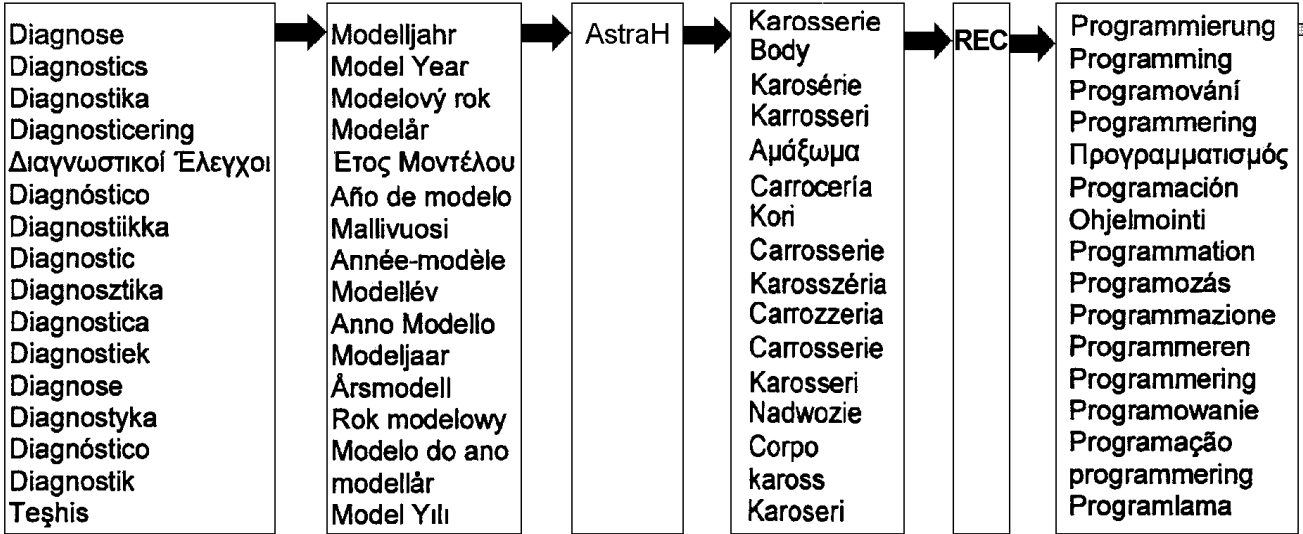 Diagnose
Diagnostics
Diagnostika
Diagnosticering
Διαγνωστικοί Έλεγχοι
Diagnóstico
Diagnostiikka
Diagnostic
Diagnosztika
Diagnostica
Diagnostiek
Diagnose
Diagnostyka
Diagnóstico
Diagnostik
Teşhis
Modelljahr
Model Year
Modelový rok
Modelår
Έτος Μοντέλου
Año de modelo
Mallivuosi
Année-modèle
Modellév
Anno Modello
Modeljaar
Årsmodell
Rok modelowy
Modelo do ano
modellår
Model Yılı
AstraH
Karosserie
Body
Karosérie
Karrosseri
Αμάξωμα
Carrocería
Kori
Carrosserie
Karosszéria
Carrozzeria
Carrosserie
Karosseri
Nadwozie
Corpo
kaross
Karoseri
REC
Programmierung
Programming
Programování
Programmering
Προγραμματισμός
Programación
Ohjelmointi
Programmation
Programozás
Programmazione
Programmeren
Programmering
Programowanie
Programação
programmering
Programlama